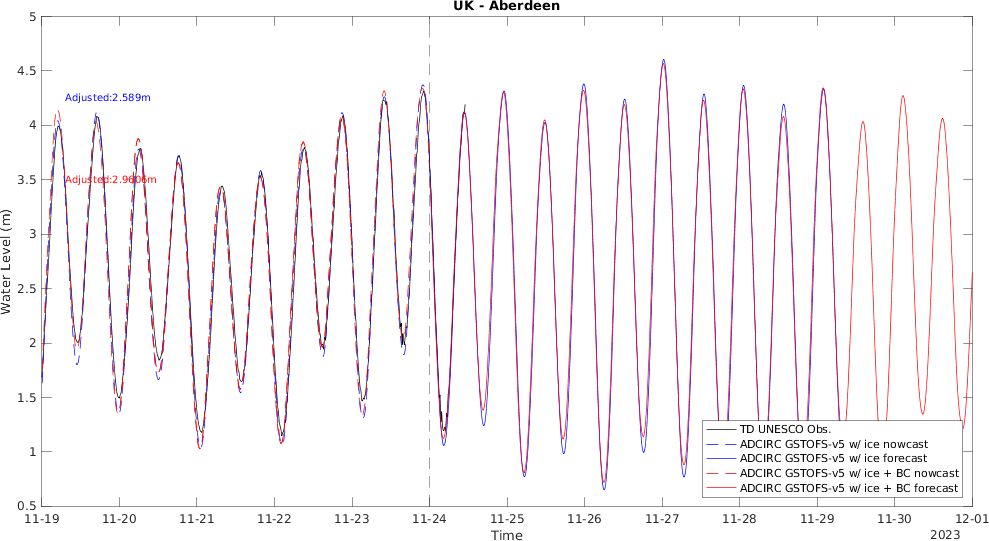 UK - Aberdeen
5
4.5
4
3.5
3
2.5
2
1.5
1
0.5
Water Level (m)
Adjusted:2.589m
Adjusted:2.9606m
TD UNESCO Obs.
ADCIRC GSTOFS-v5 w/ ice nowcast
ADCIRC GSTOFS-v5 w/ ice forecast
ADCIRC GSTOFS-v5 w/ ice + BC nowcast
ADCIRC GSTOFS-v5 w/ ice + BC forecast
11-19 11-20 11-21 11-22 11-23 11-24 11-25 11-26 11-27 11-28 11-29 11-30 12-01
Time
2023